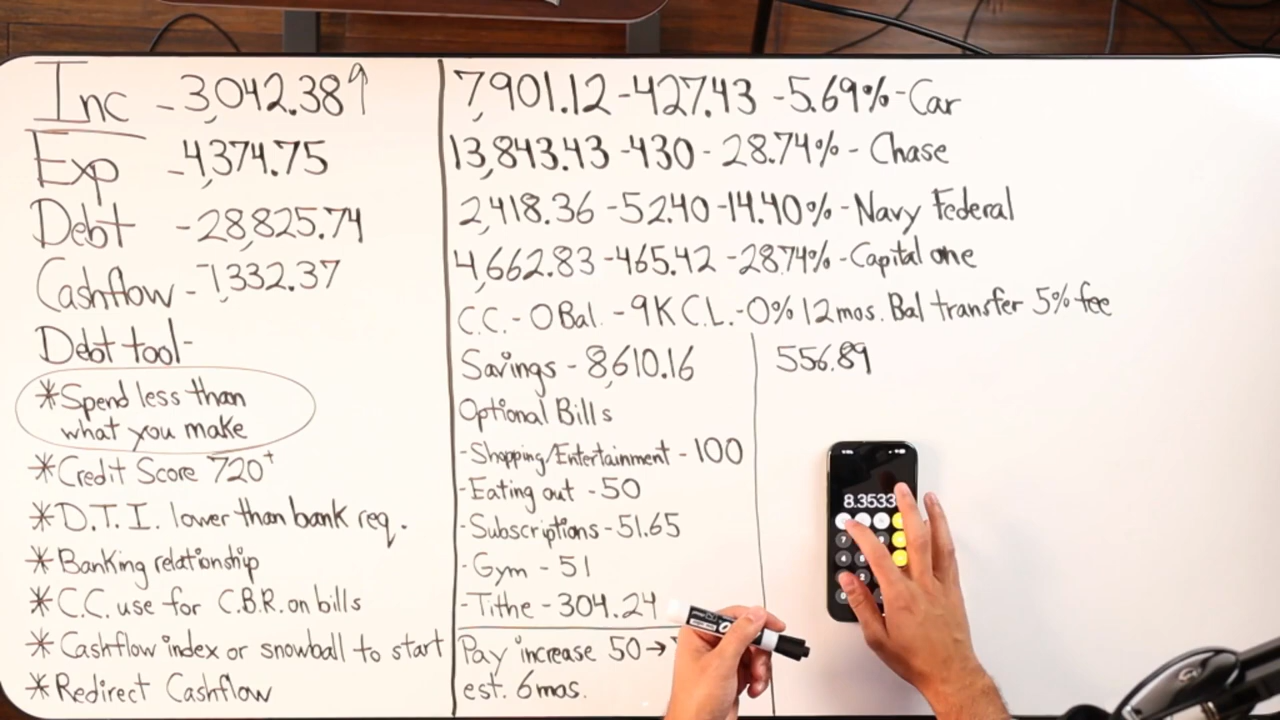 Inc - 3,042.38
Exp - 4,374.75
Debt - 28,825.74
Cashflow - -1,332.37
Debt tool-
*Spend less than
what you make
*Credit Score 720+
*D.T.I. lower than bank req.
*Banking relationship
*C.C. use for C.B.R. on bills
*Cashflow index or snowball to start
*Redirect Cashflow
7,901.12 - 427.43 - 5.69% - Car
13,843.43 - 430 - 28.74% - Chase
2,418.36 - 52.40 - 14.40% - Navy Federal
4,662.83 - 465.42 - 28.74% - Capital one
C.C. - 0 Bal. - 9K C.L. - 0% 12mos. Bal transfer 5% fee
Savings - 8,610.16
Optional Bills
- Shopping/Entertainment - 100
- Eating out - 50
- Subscriptions - 51.65
- Gym - 51
- Tithe - 304.24
Pay increase 50→
est. 6mos.
556.89
8.3533